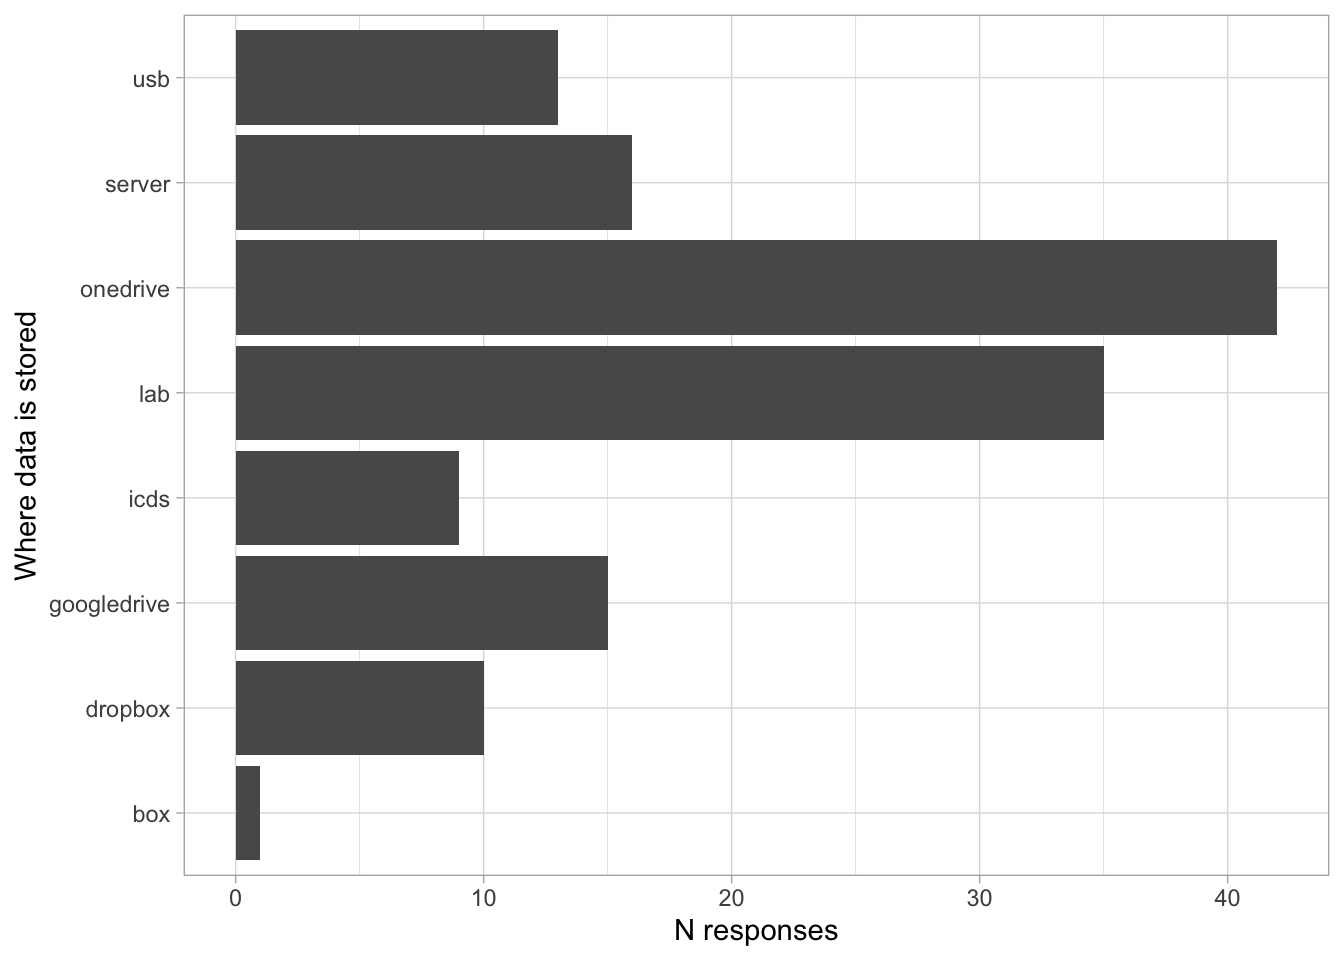 usb
server
onedrive
lab
icds
googledrive
dropbox
box
Where data is stored
0 10 20 30 40
N responses